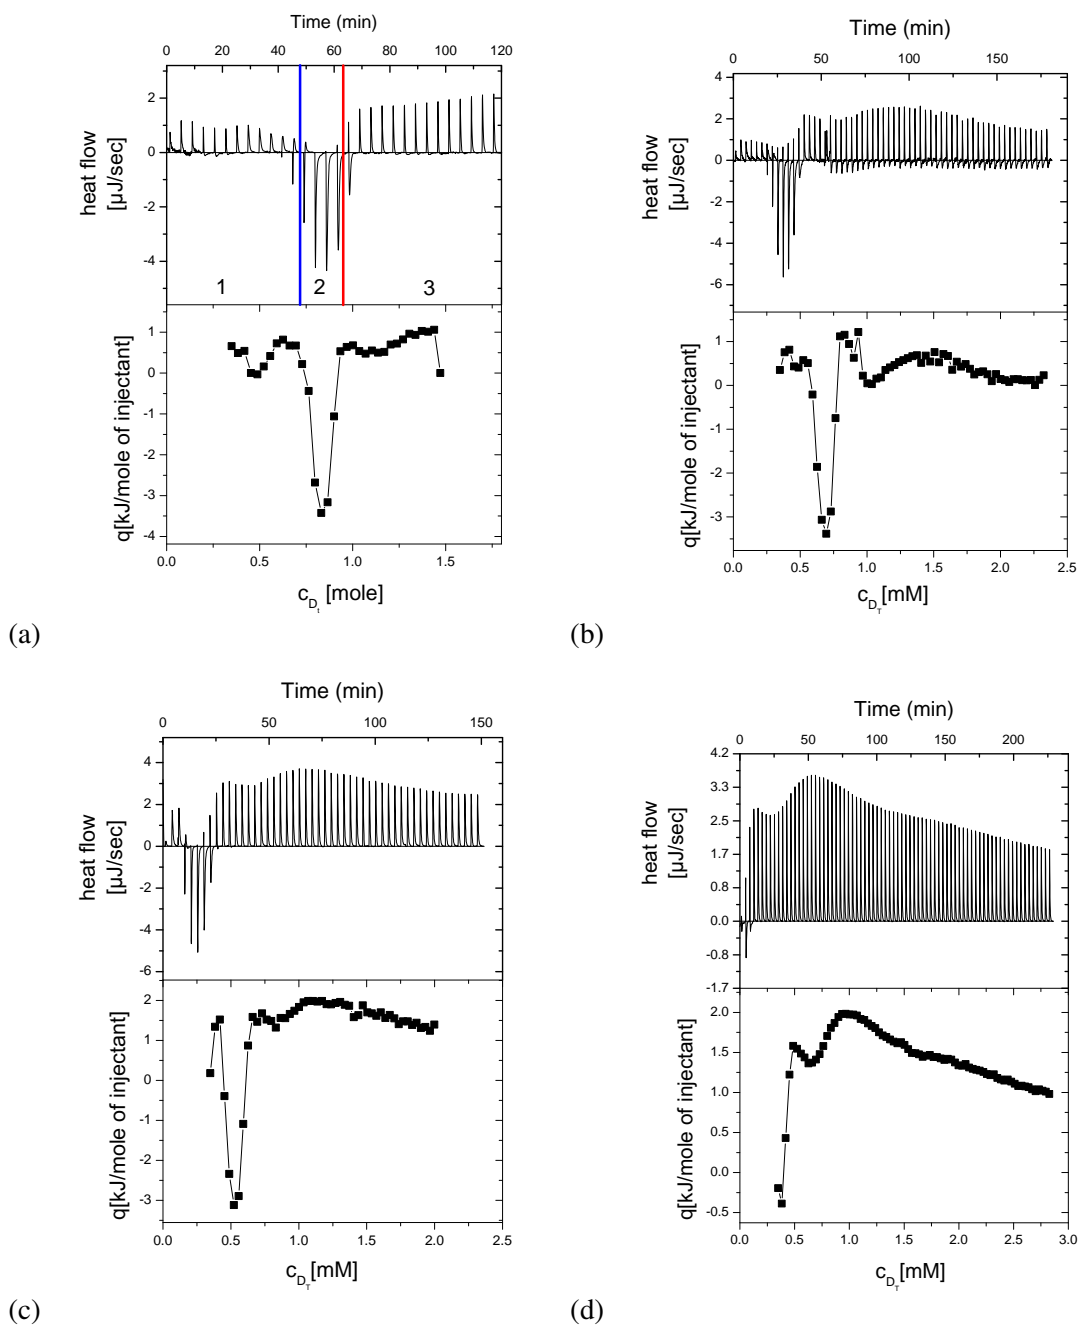 Time (min)
0 20 40 60 80 100 120
2
0
-2
-4
heat flow
[µJ/sec]
1 2 3
1
0
-1
-2
-3
-4
q[kJ/mole of injectant]
0.0 0.5 1.0 1.5
c_{D_t} [mole]
(a)
Time (min)
0 50 100 150
4
2
0
-2
-4
-6
heat flow
[µJ/sec]
1
0
-1
-2
-3
q[kJ/mole of injectant]
0.0 0.5 1.0 1.5 2.0 2.5
c_{D_T}[mM]
(b)
Time (min)
0 50 100 150
4
2
0
-2
-4
-6
heat flow
[µJ/sec]
2
1
0
-1
-2
-3
q[kJ/mole of injectant]
0.0 0.5 1.0 1.5 2.0 2.5
c_{D_T}[mM]
(c)
Time (min)
0 50 100 150 200
4.2
3.3
2.5
1.7
0.8
0.0
-0.8
-1.7
heat flow
[µJ/sec]
2.0
1.5
1.0
0.5
0.0
-0.5
q[kJ/mole of injectant]
0.0 0.5 1.0 1.5 2.0 2.5 3.0
c_{D_T}[mM]
(d)